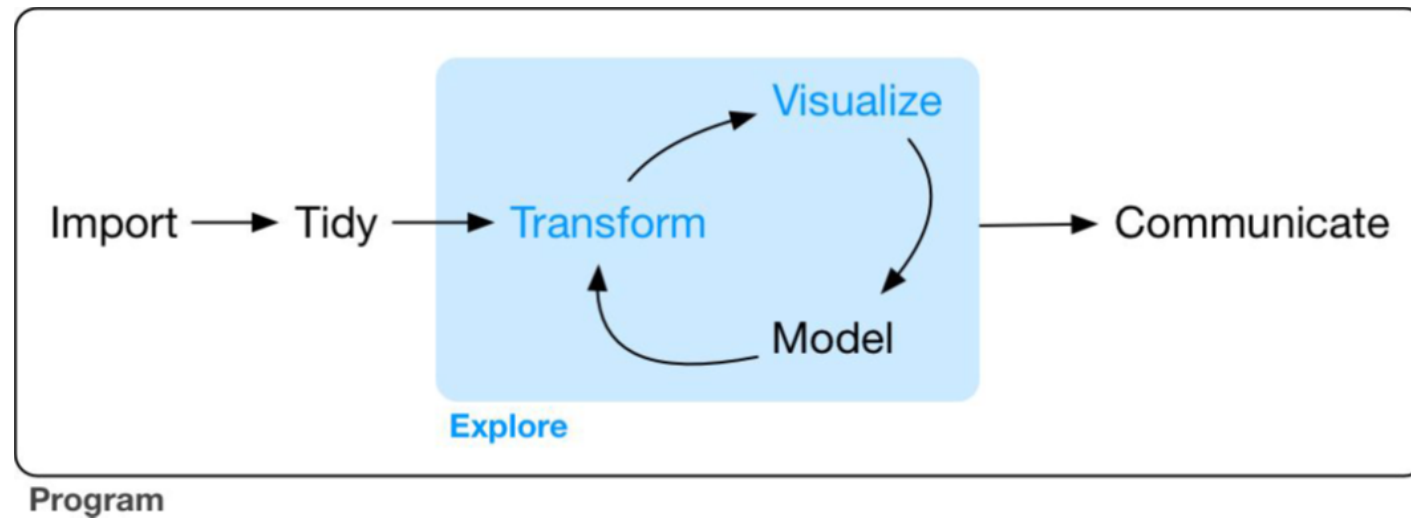 Visualize
Import
Tidy
Transform
Communicate
Model
Explore
Program